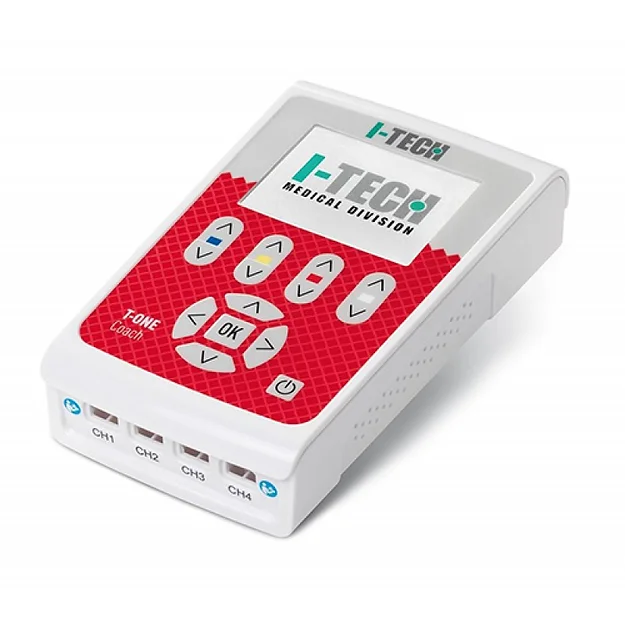 I-TECH
I-TECH
MEDICAL DIVISION
T-ONE
Coach
OK
CH1
CH2
CH3
CH4